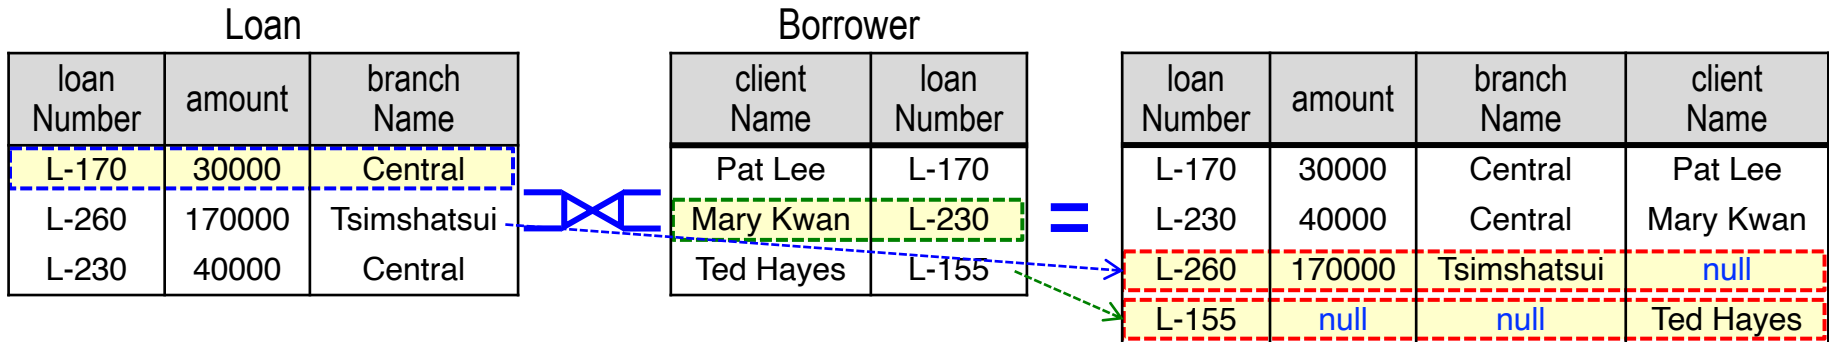 Loan
loan Number amount branch Name
L-170 30000 Central
L-260 170000 Tsimshatsui
L-230 40000 Central
Borrower
client Name loan Number
Pat Lee L-170
Mary Kwan L-230
Ted Hayes L-155
=
loan Number amount branch Name client Name
L-170 30000 Central Pat Lee
L-230 40000 Central Mary Kwan
L-260 170000 Tsimshatsui null
L-155 null null Ted Hayes